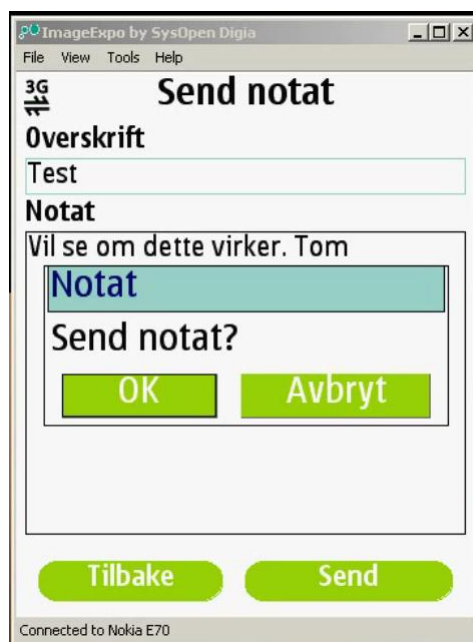 ImageExpo by SysOpen Digia
File View Tools Help
3G
Send notat
Overskrift
Test
Notat
Vil se om dette virker. Tom
Notat
Send notat?
OK Avbryt
Tilbake Send
Connected to Nokia E70